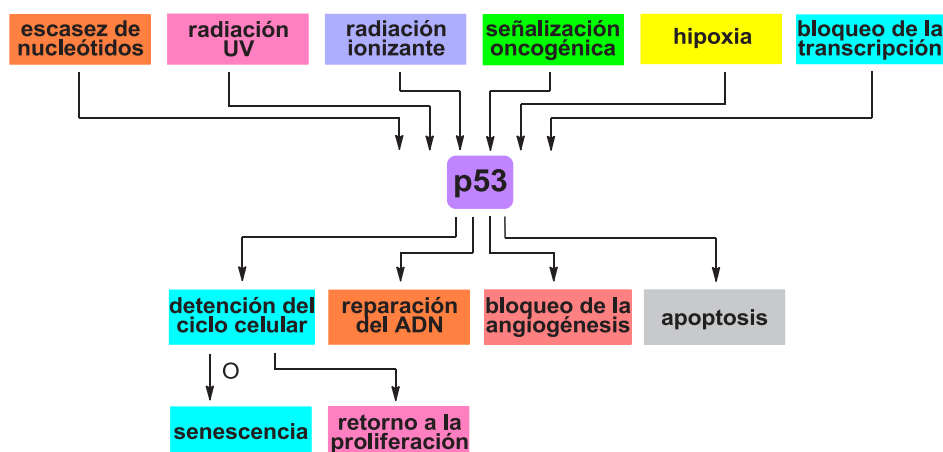 escasez de
nucleótidos
radiación
UV
radiación
ionizante
señalización
oncogénica
hipoxia
bloqueo de la
transcripción
p53
detención del
ciclo celular
reparación
del ADN
bloqueo de la
angiogénesis
apoptosis
O
senescencia
retorno a la
proliferación